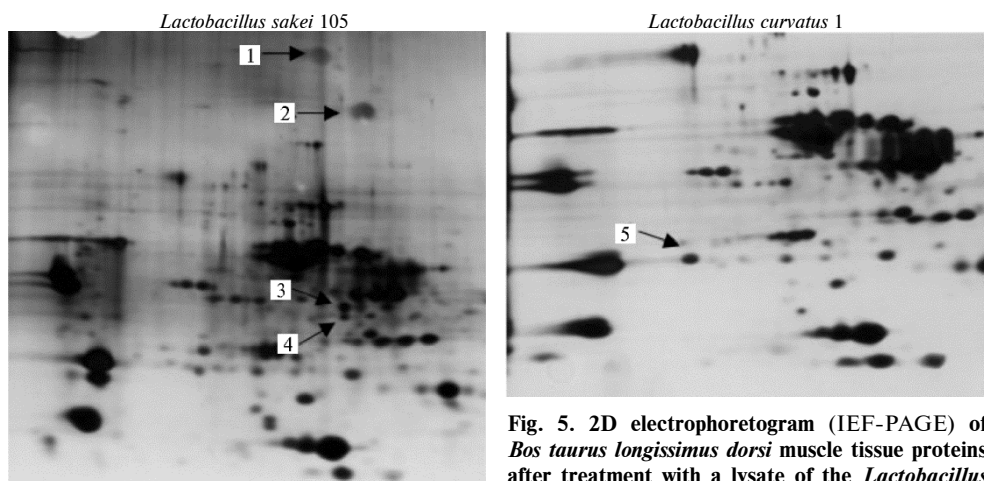 Lactobacillus sakei 105
Lactobacillus curvatus 1
1
2
3
4
5
Fig. 5. 2D electrophoretogram (IEF-PAGE) of
Bos taurus longissimus dorsi muscle tissue proteins
after treatment with a lysate of the Lactobacillus